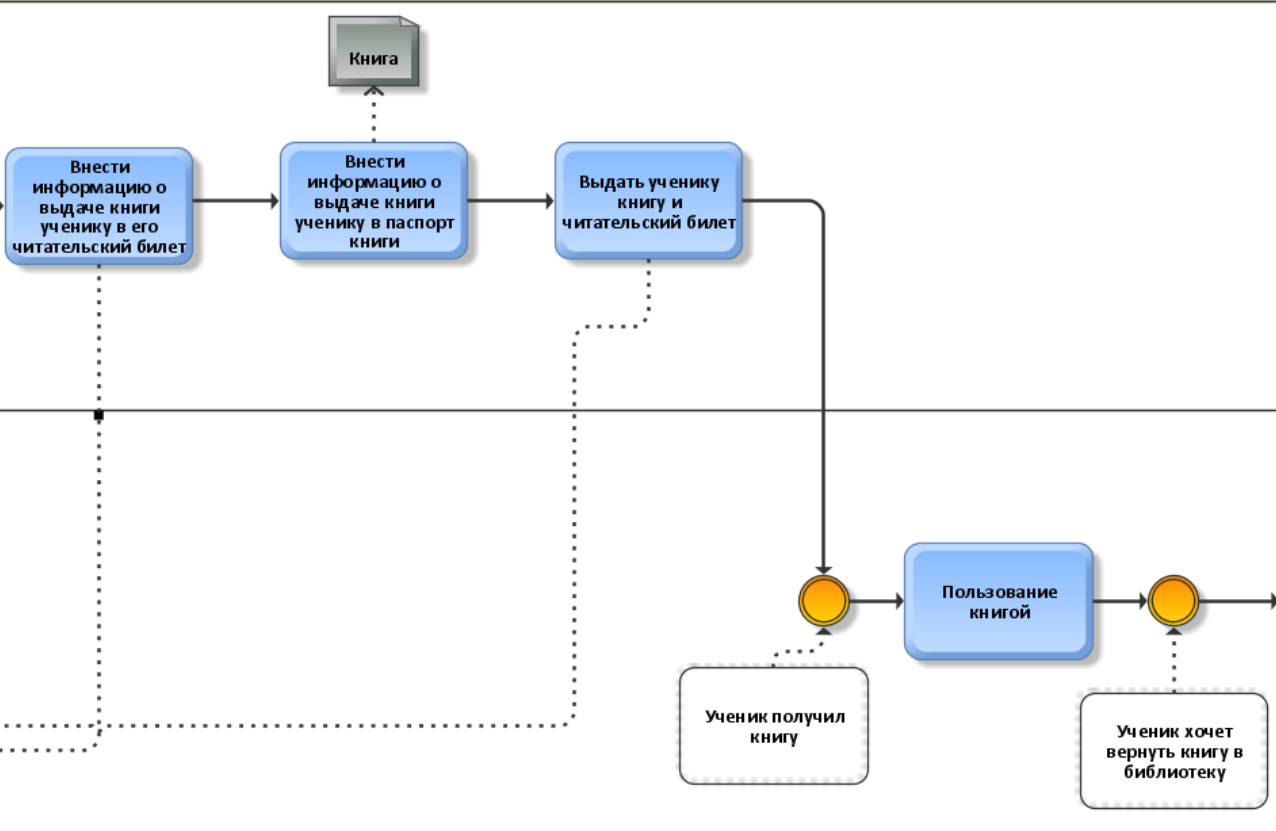 Книга
Внести
информацию о
выдаче книги
ученику в его
читательский билет
Внести
информацию о
выдаче книги
ученику в паспорт
книги
Выдать ученику
книгу и
читательский билет
Пользование
книгой
Ученик получил
книгу
Ученик хочет
вернуть книгу в
библиотеку